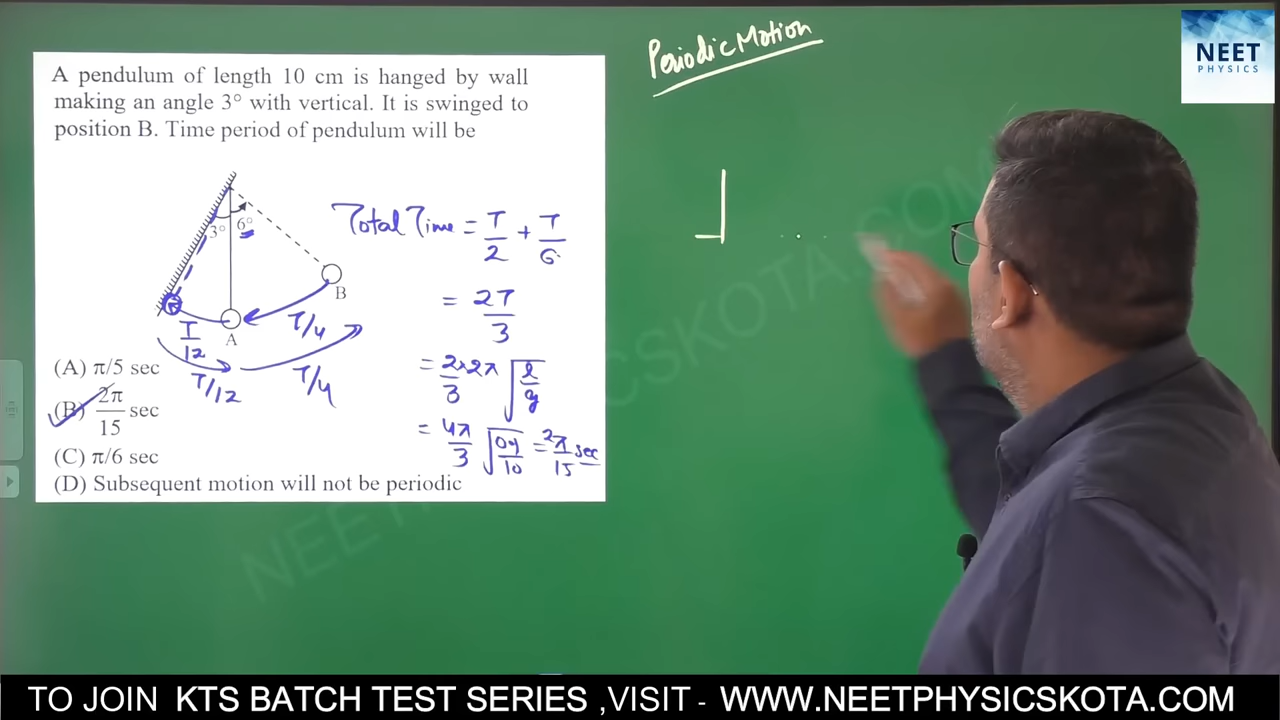 Periodic Motion
NEET
PHYSICS
A pendulum of length 10 cm is hanged by wall
making an angle 3° with vertical. It is swinged to
position B. Time period of pendulum will be
3° 6°
B
A
T/4
T/12
T/12 T/4
Total Time = T/2 + T/6
= 2T/3
= 2×2π/3 √l/g
= 4π/3 √0.1/10 = 2π/15 sec
(A) π/5 sec
(B) 2π/15 sec
(C) π/6 sec
(D) Subsequent motion will not be periodic
NEETPHYSICSKOTA.COM
TO JOIN KTS BATCH TEST SERIES ,VISIT - WWW.NEETPHYSICSKOTA.COM